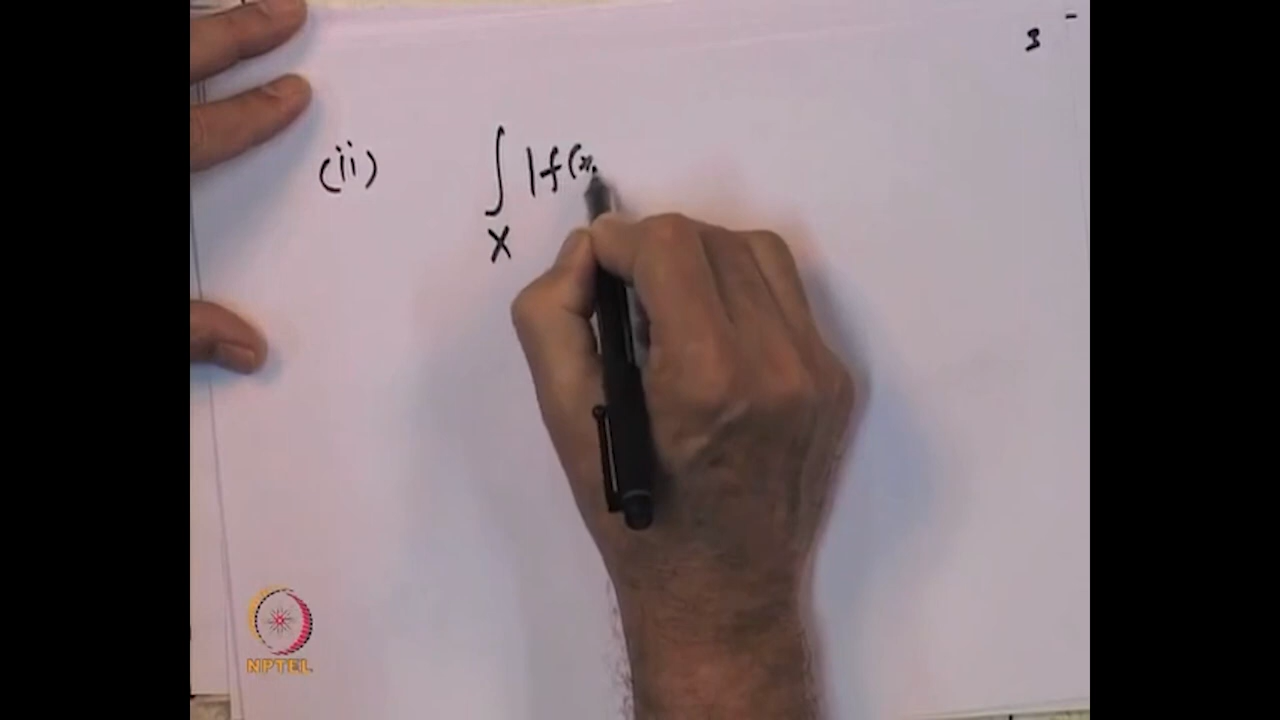 3
(ii) ∫ |f(x
X
NPTEL